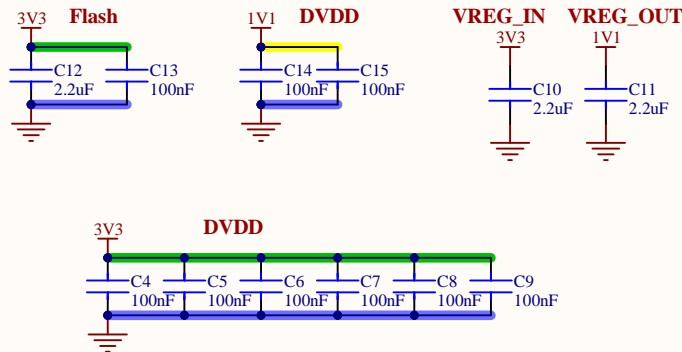 Flash
3V3
C12
2.2uF
C13
100nF
DVDD
1V1
C14
100nF
C15
100nF
VREG_IN
3V3
C10
2.2uF
VREG_OUT
1V1
C11
2.2uF
DVDD
3V3
C4
100nF
C5
100nF
C6
100nF
C7
100nF
C8
100nF
C9
100nF